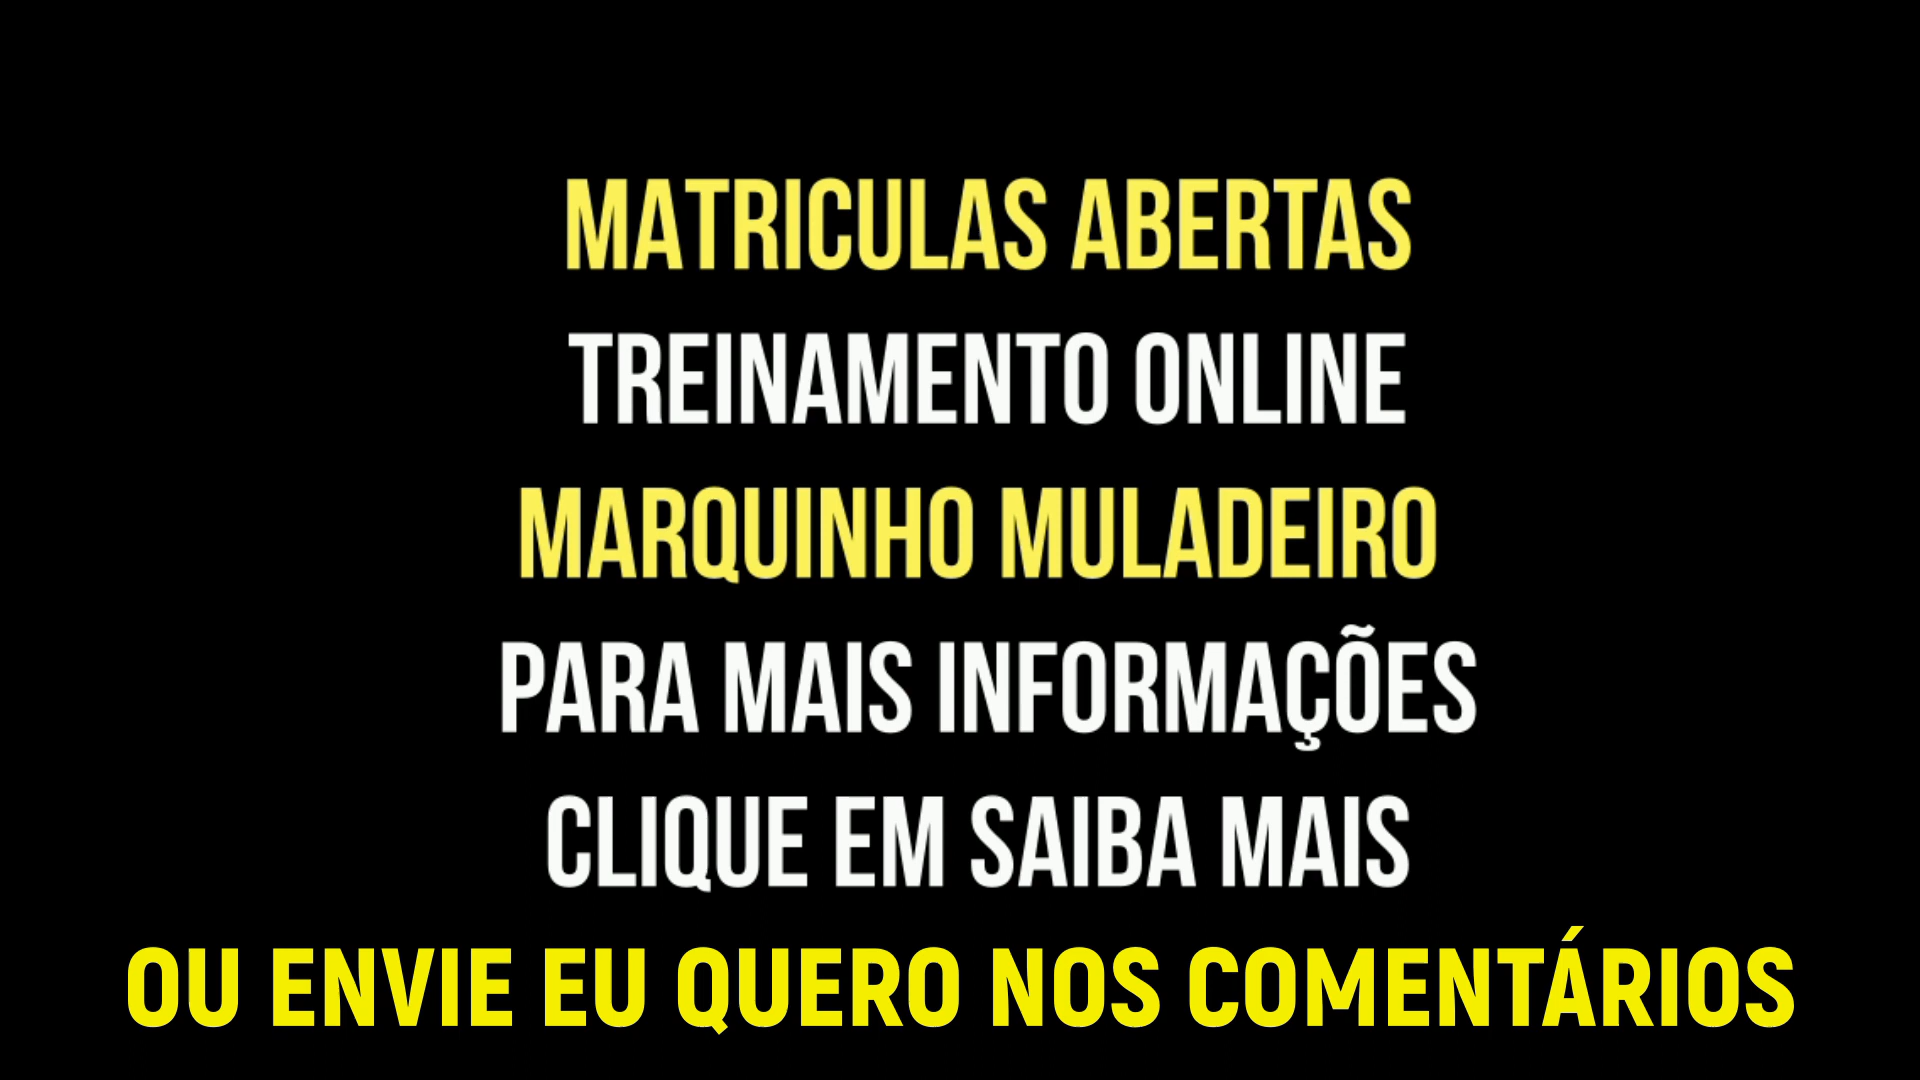 MATRICULAS ABERTAS
TREINAMENTO ONLINE
MARQUINHO MULADEIRO
PARA MAIS INFORMAÇÕES
CLIQUE EM SAIBA MAIS
OU ENVIE EU QUERO NOS COMENTÁRIOS